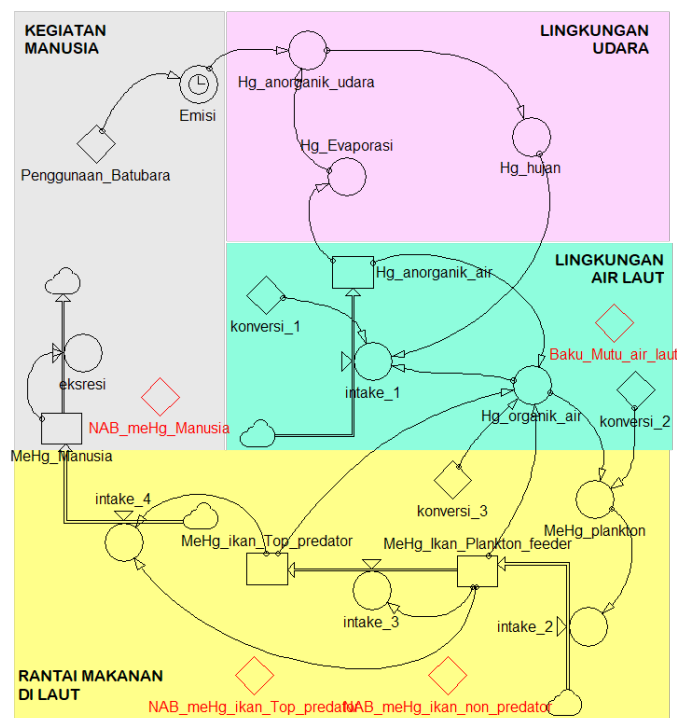 KEGIATAN
MANUSIA
LINGKUNGAN
UDARA
Hg_anorganik_udara
Emisi
Hg_Evaporasi
Hg_hujan
Penggunaan_Batubara
LINGKUNGAN
AIR LAUT
Hg_anorganik_air
konversi_1
Baku_Mutu_air_laut
eksresi
intake_1
Hg_organik_air
konversi_2
NAB_meHg_Manusia
MeHg_Manusia
intake_4
konversi_3
MeHg_plankton
MeHg_ikan_Top_predator
MeHg_Ikan_Plankton_feeder
intake_3
intake_2
RANTAI MAKANAN
DI LAUT
NAB_meHg_ikan_Top_predator
NAB_meHg_ikan_non_predator